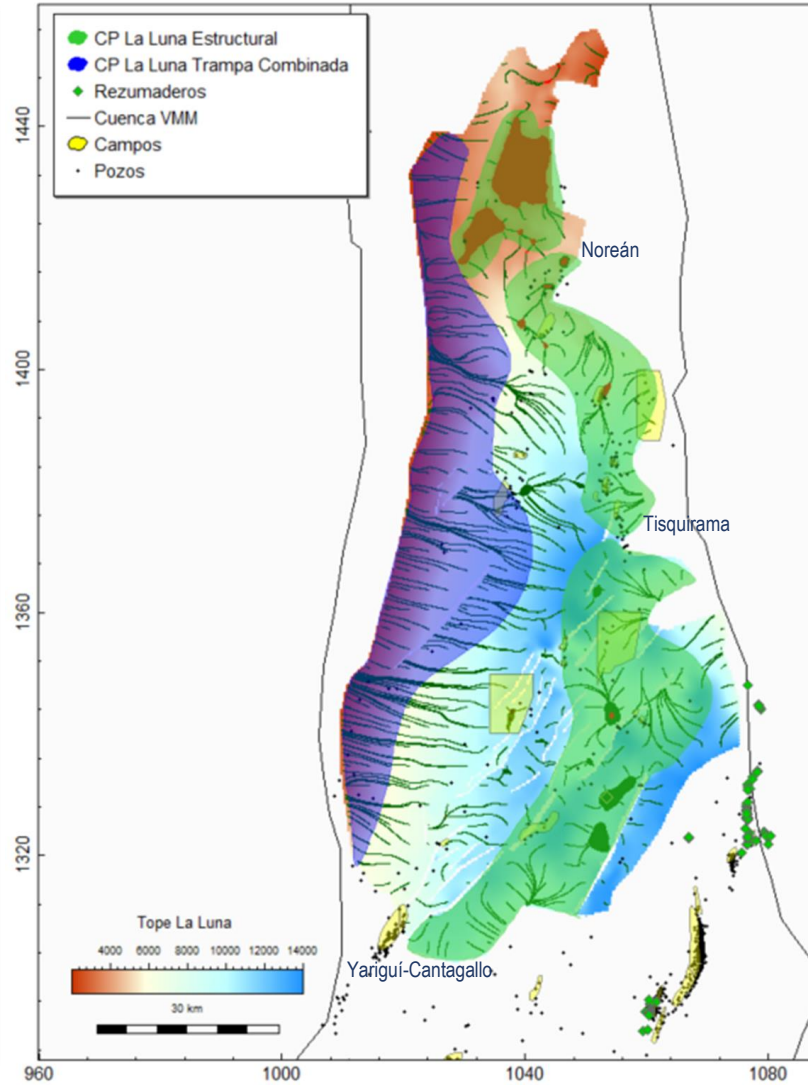 CP La Luna Estructural
CP La Luna Trampa Combinada
Rezumaderos
Cuenca VMM
Campos
Pozos
1440
Noreán
1400
Tisquirama
1360
1320
Tope La Luna
4000 6000 8000 10000 12000 14000
30 km
Yariguí-Cantagallo
960 1000 1040 1080